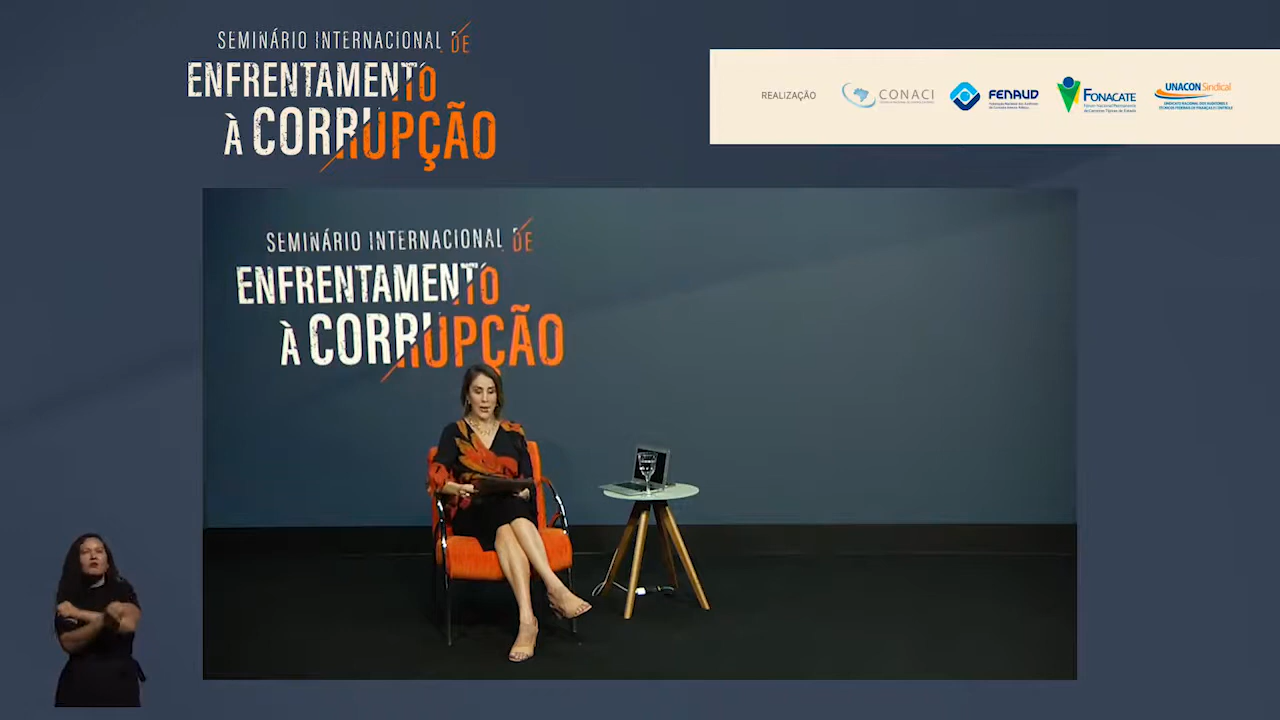 SEMINÁRIO INTERNACIONAL DE
ENFRENTAMENTO
À CORRUPÇÃO
REALIZAÇÃO
CONACI
FENAUD
FONACATE
UNACON Sindical
SEMINÁRIO INTERNACIONAL DE
ENFRENTAMENTO
À CORRUPÇÃO